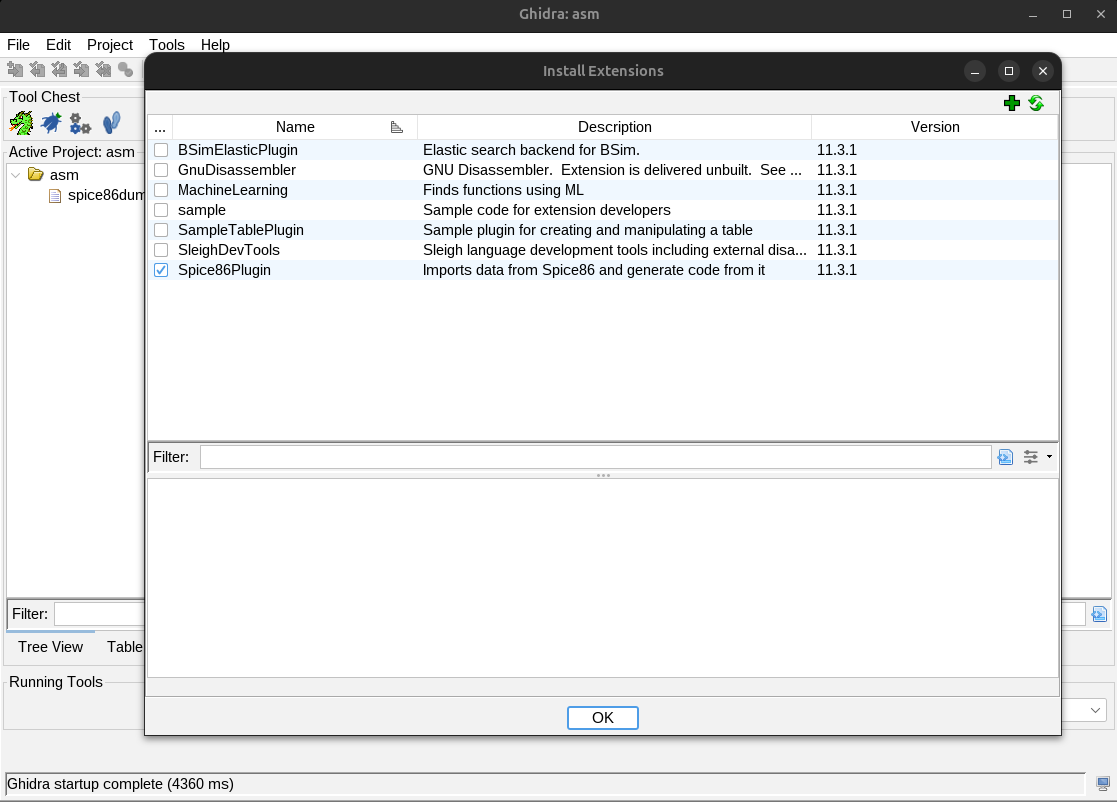 Ghidra: asm
File Edit Project Tools Help
Install Extensions
Tool Chest
... Name Description Version
Active Project: asm
BSimElasticPlugin Elastic search backend for BSim. 11.3.1
GnuDisassembler GNU Disassembler. Extension is delivered unbuilt. See ... 11.3.1
asm
MachineLearning Finds functions using ML 11.3.1
spice86dum
sample Sample code for extension developers 11.3.1
SampleTablePlugin Sample plugin for creating and manipulating a table 11.3.1
SleighDevTools Sleigh language development tools including external disa... 11.3.1
Spice86Plugin Imports data from Spice86 and generate code from it 11.3.1
Filter:
Filter:
Tree View Table
Running Tools
OK
Ghidra startup complete (4360 ms)